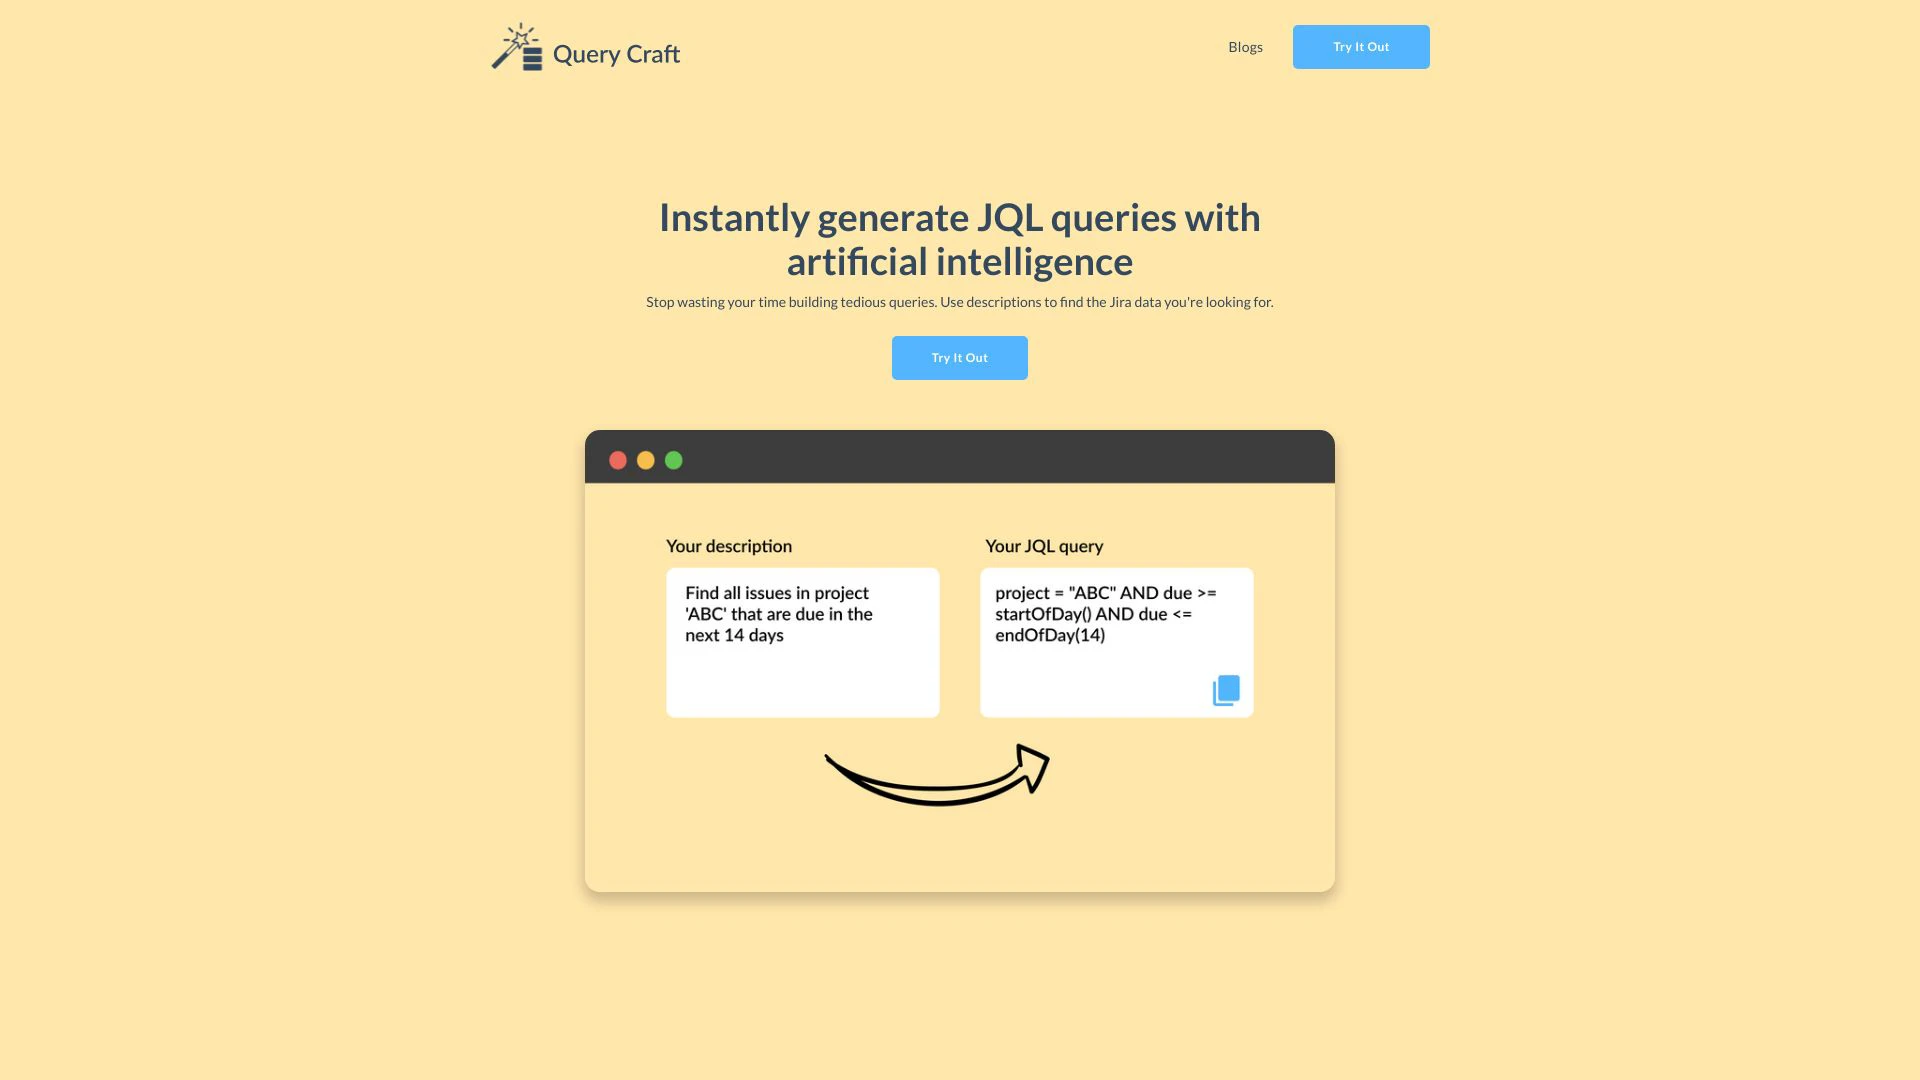 Query Craft
Blogs
Try It Out
Instantly generate JQL queries with
artificial intelligence
Stop wasting your time building tedious queries. Use descriptions to find the Jira data you're looking for.
Try It Out
Your description
Find all issues in project
'ABC' that are due in the
next 14 days
Your JQL query
project = "ABC" AND due >=
startOfDay() AND due <=
endOfDay(14)